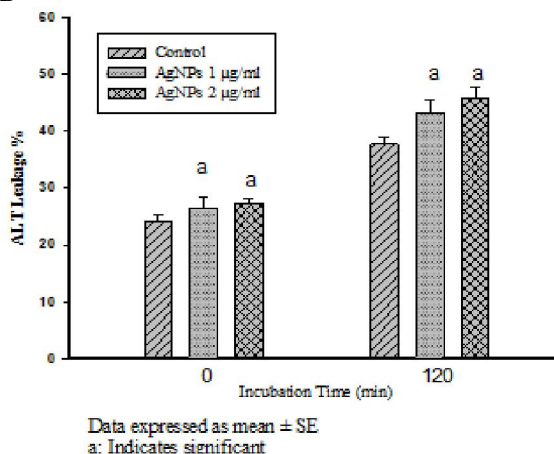 60
50
40
30
20
10
0
ALT Leakage %
Control
AgNPs 1 µg/ml
AgNPs 2 µg/ml
a
a
a
a
0
120
Incubation Time (min)
Data expressed as mean ± SE
a: Indicates significant